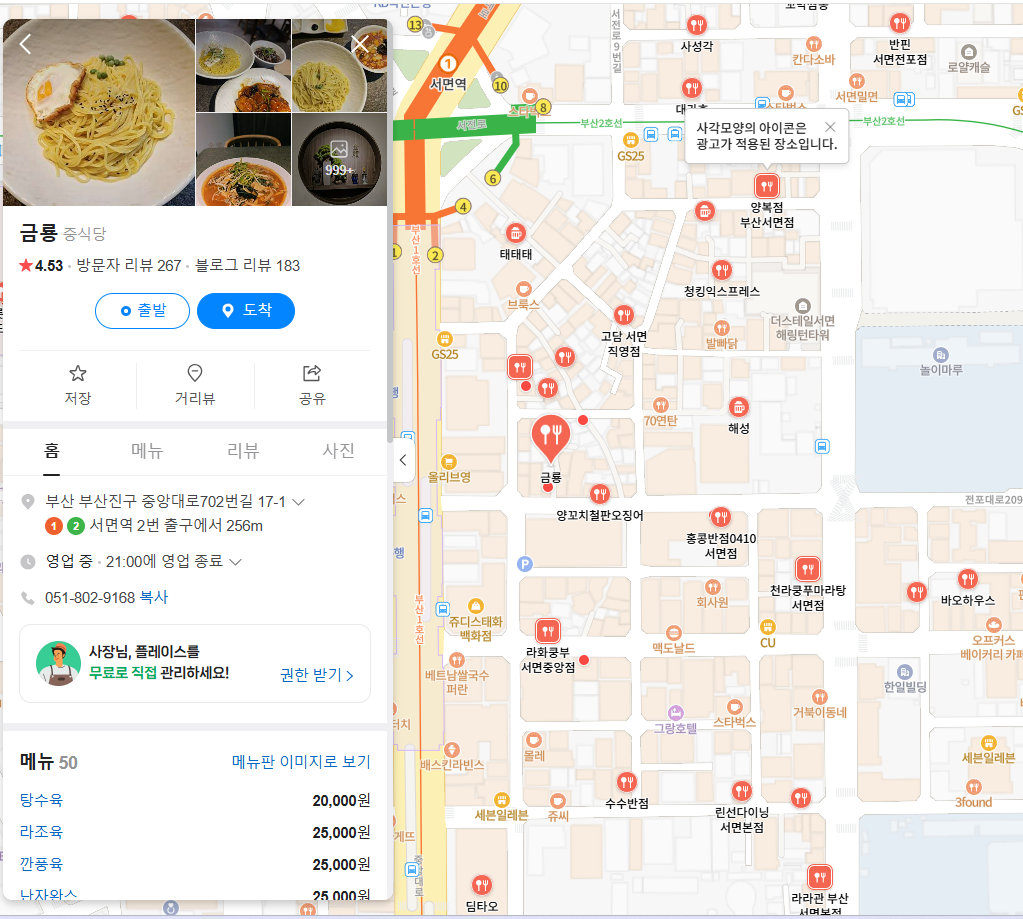 999+
금룡 중식당
4.53 · 방문자 리뷰 267 · 블로그 리뷰 183
출발
도착
저장
거리뷰
공유
홈
메뉴
리뷰
사진
부산 부산진구 중앙대로702번길 17-1
1 2 서면역 2번 출구에서 256m
영업 중 · 21:00에 영업 종료
051-802-9168 복사
사장님, 플레이스를
무료로 직접 관리하세요!
권한 받기
메뉴 50
메뉴판 이미지로 보기
탕수육 20,000원
라조육 25,000원
깐풍육 25,000원
난자완스 25,000원
13
1
서면역
10
8
서전로
6
4
2
부산1호선
서전로9번길
사성각
칸다소바
반핀
서면전포점
로얄캐슬
서면밀면
부산2호선
부산2호선
GS25
사각모양의 아이콘은
광고가 적용된 장소입니다.
양복점
부산서면점
태태태
브룩스
청킹익스프레스
더스테일서면
해링턴타워
고담 서면
직영점
발빠닭
GS25
놀이마루
70연탄
해성
금룡
올리브영
양꼬치철판오징어
전포대로209
홍콩반점0410
서면점
천라쿵푸마라탕
서면점
회사원
바오하우스
부산1호선
쥬디스태화
백화점
라화쿵부
서면중앙점
맥도날드
CU
오프커스
베이커리 카페
베트남쌀국수
퍼란
한일빌딩
그랑호텔
스타벅스
거북이동네
몰레
배스킨라빈스
세븐일레븐
수수반점
린선다이닝
서면본점
세븐일레븐
쥬씨
3found
중앙대로
딤타오
라라관 부산
서면본점